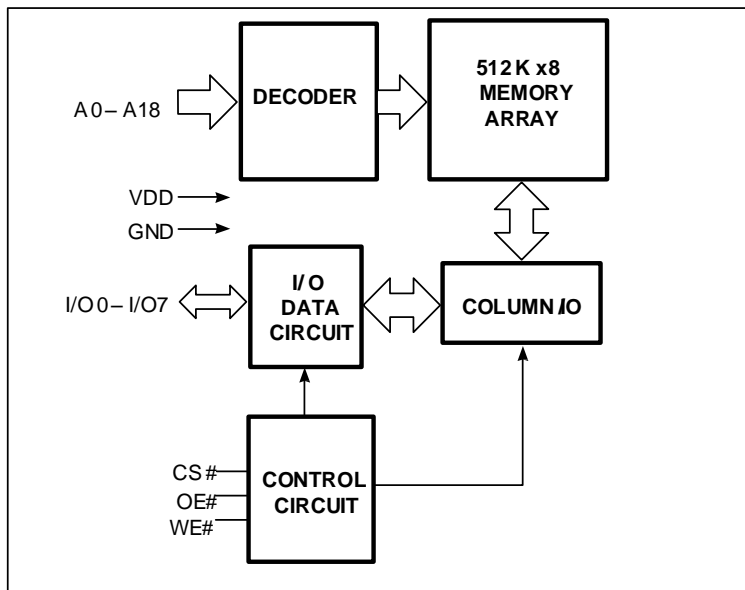 A0–A18
DECODER
512K x8
MEMORY
ARRAY
VDD
GND
I/O0–I/O7
I/O
DATA
CIRCUIT
COLUMN I/O
CS#
OE#
WE#
CONTROL
CIRCUIT